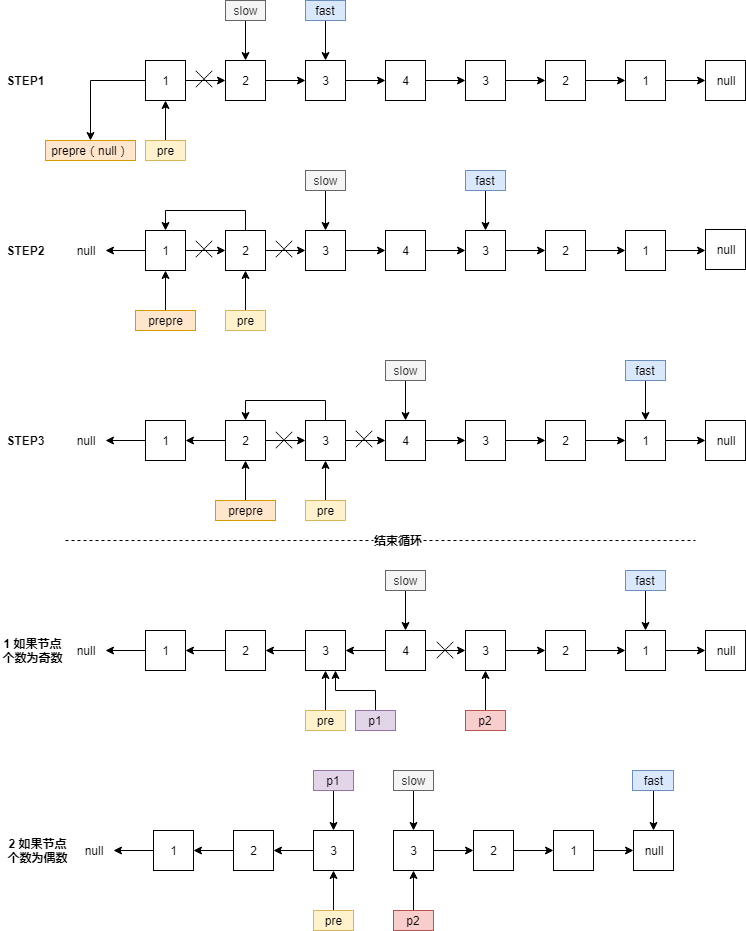 slow fast
STEP1 1 2 3 4 3 2 1 null
prepre（null） pre
slow fast
STEP2 null 1 2 3 4 3 2 1 null
prepre pre
slow fast
STEP3 null 1 2 3 4 3 2 1 null
prepre pre
结束循环
slow fast
1 如果节点
个数为奇数
null 1 2 3 4 3 2 1 null
pre p1 p2
p1 slow fast
2 如果节点
个数为偶数
null 1 2 3 3 2 1 null
pre p2